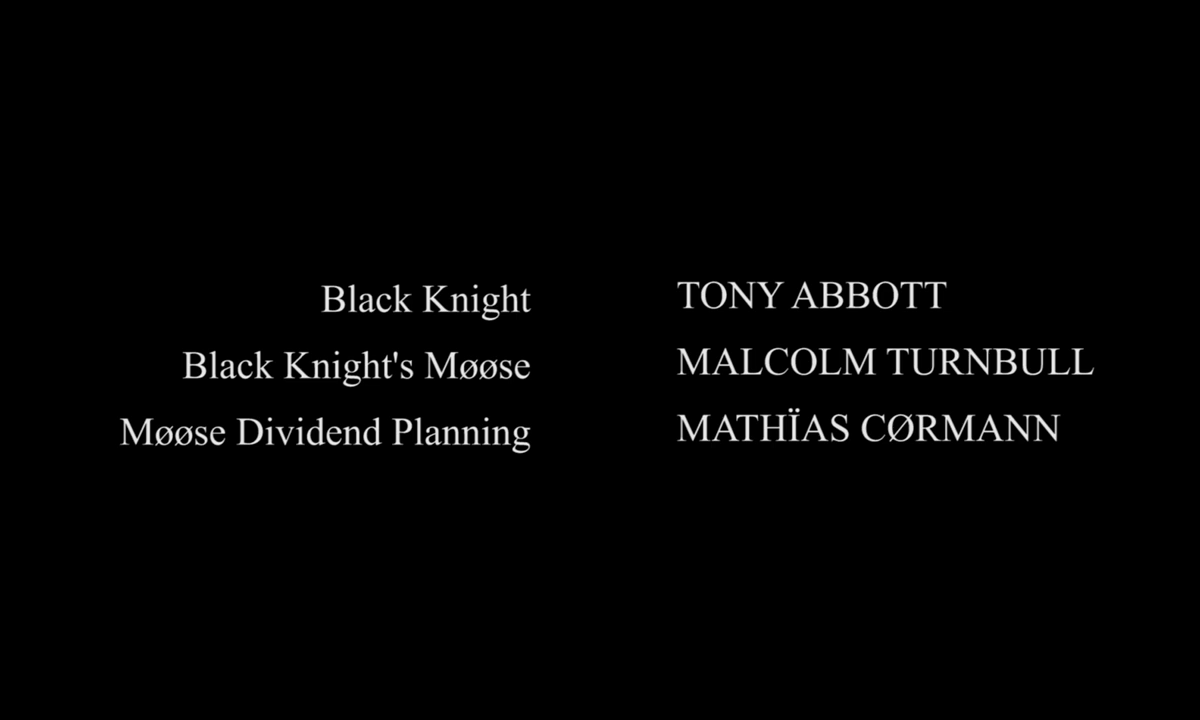 Black Knight TONY ABBOTT
Black Knight's Møøse MALCOLM TURNBULL
Møøse Dividend Planning MATHÏAS CØRMANN